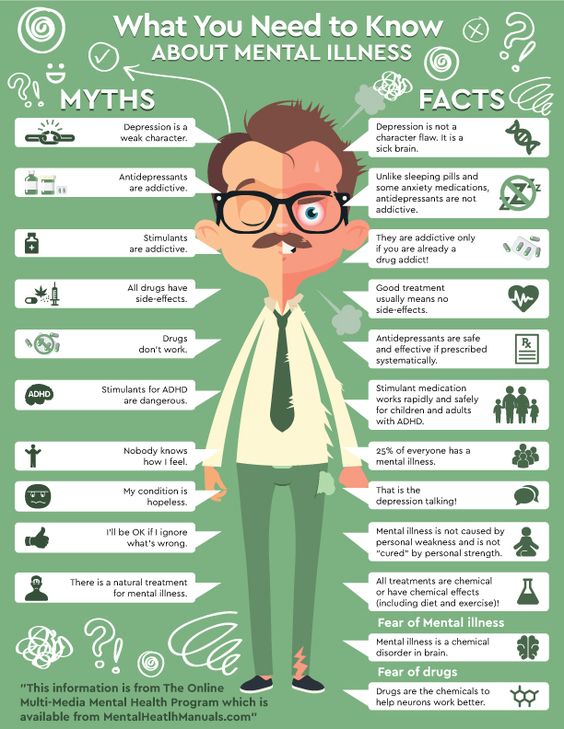 What You Need to Know
ABOUT MENTAL ILLNESS
MYTHS
FACTS
Depression is a
weak character.
Depression is not a
character flaw. It is a
sick brain.
Antidepressants
are addictive.
Unlike sleeping pills and
some anxiety medications,
antidepressants are not
addictive.
Stimulants
are addictive.
They are addictive only
if you are already a
drug addict!
All drugs have
side-effects.
Good treatment
usually means no
side-effects.
Drugs
don't work.
Antidepressants are safe
and effective if prescribed
systematically.
ADHD
Stimulants for ADHD
are dangerous.
Stimulant medication
works rapidly and safely
for children and adults
with ADHD.
Nobody knows
how I feel.
25% of everyone has a
mental illness.
My condition is
hopeless.
That is the
depression talking!
I'll be OK if I ignore
what's wrong.
Mental illness is not caused by
personal weakness and is not
"cured" by personal strength.
There is a natural treatment
for mental illness.
All treatments are chemical
or have chemical effects
(including diet and exercise)!
Fear of Mental illness
Mental illness is a chemical
disorder in brain.
Fear of drugs
Drugs are the chemicals to
help neurons work better.
"This information is from The Online
Multi-Media Mental Health Program which is
available from MentalHeatlhManuals.com"